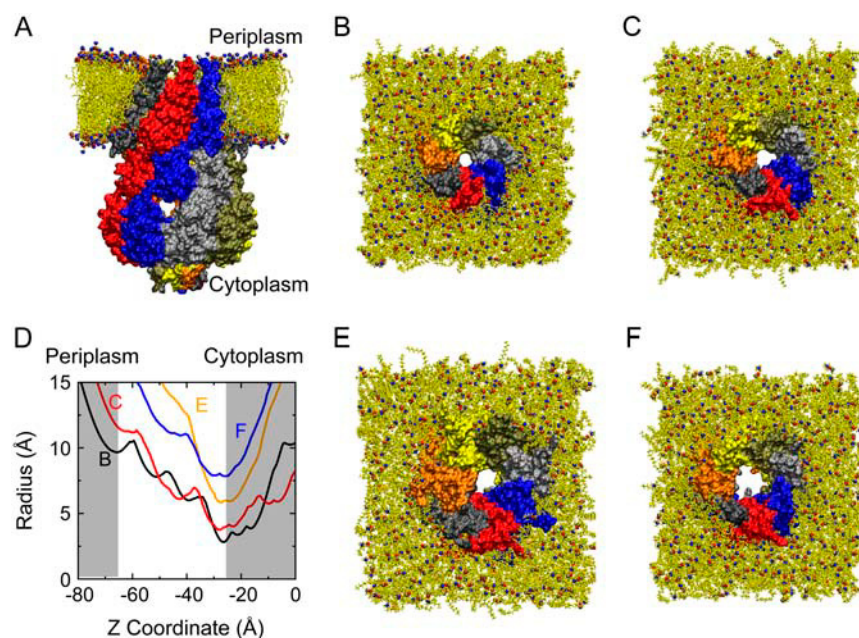 A
Periplasm
Cytoplasm
B
C
D
Periplasm
Cytoplasm
15
10
5
0
Radius (Å)
B
C
E
F
-80
-60
-40
-20
0
Z Coordinate (Å)
E
F